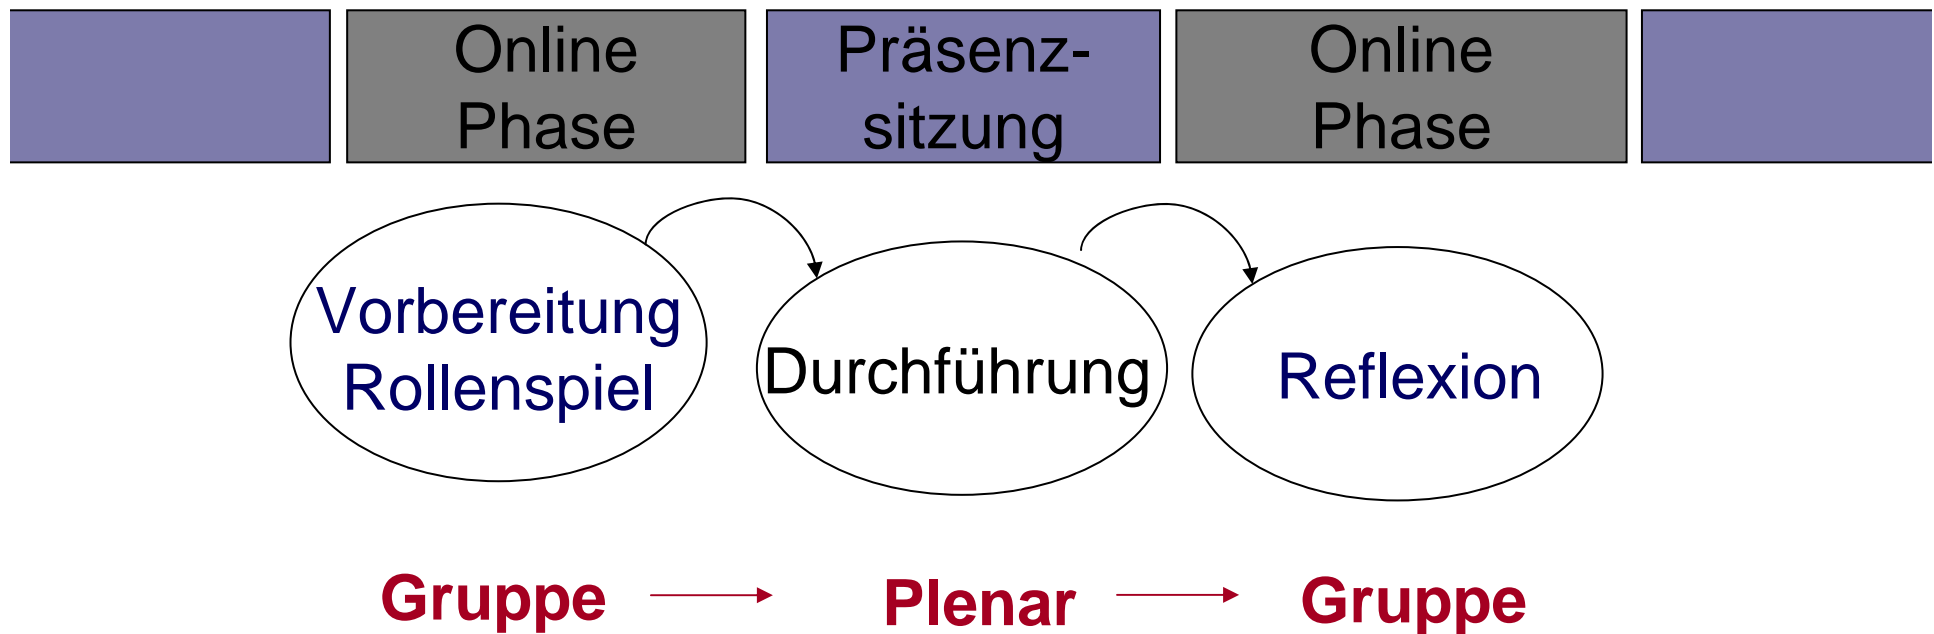 Online
Phase
Präsenz-
sitzung
Online
Phase
Vorbereitung
Rollenspiel
Durchführung
Reflexion
Gruppe
Plenar
Gruppe